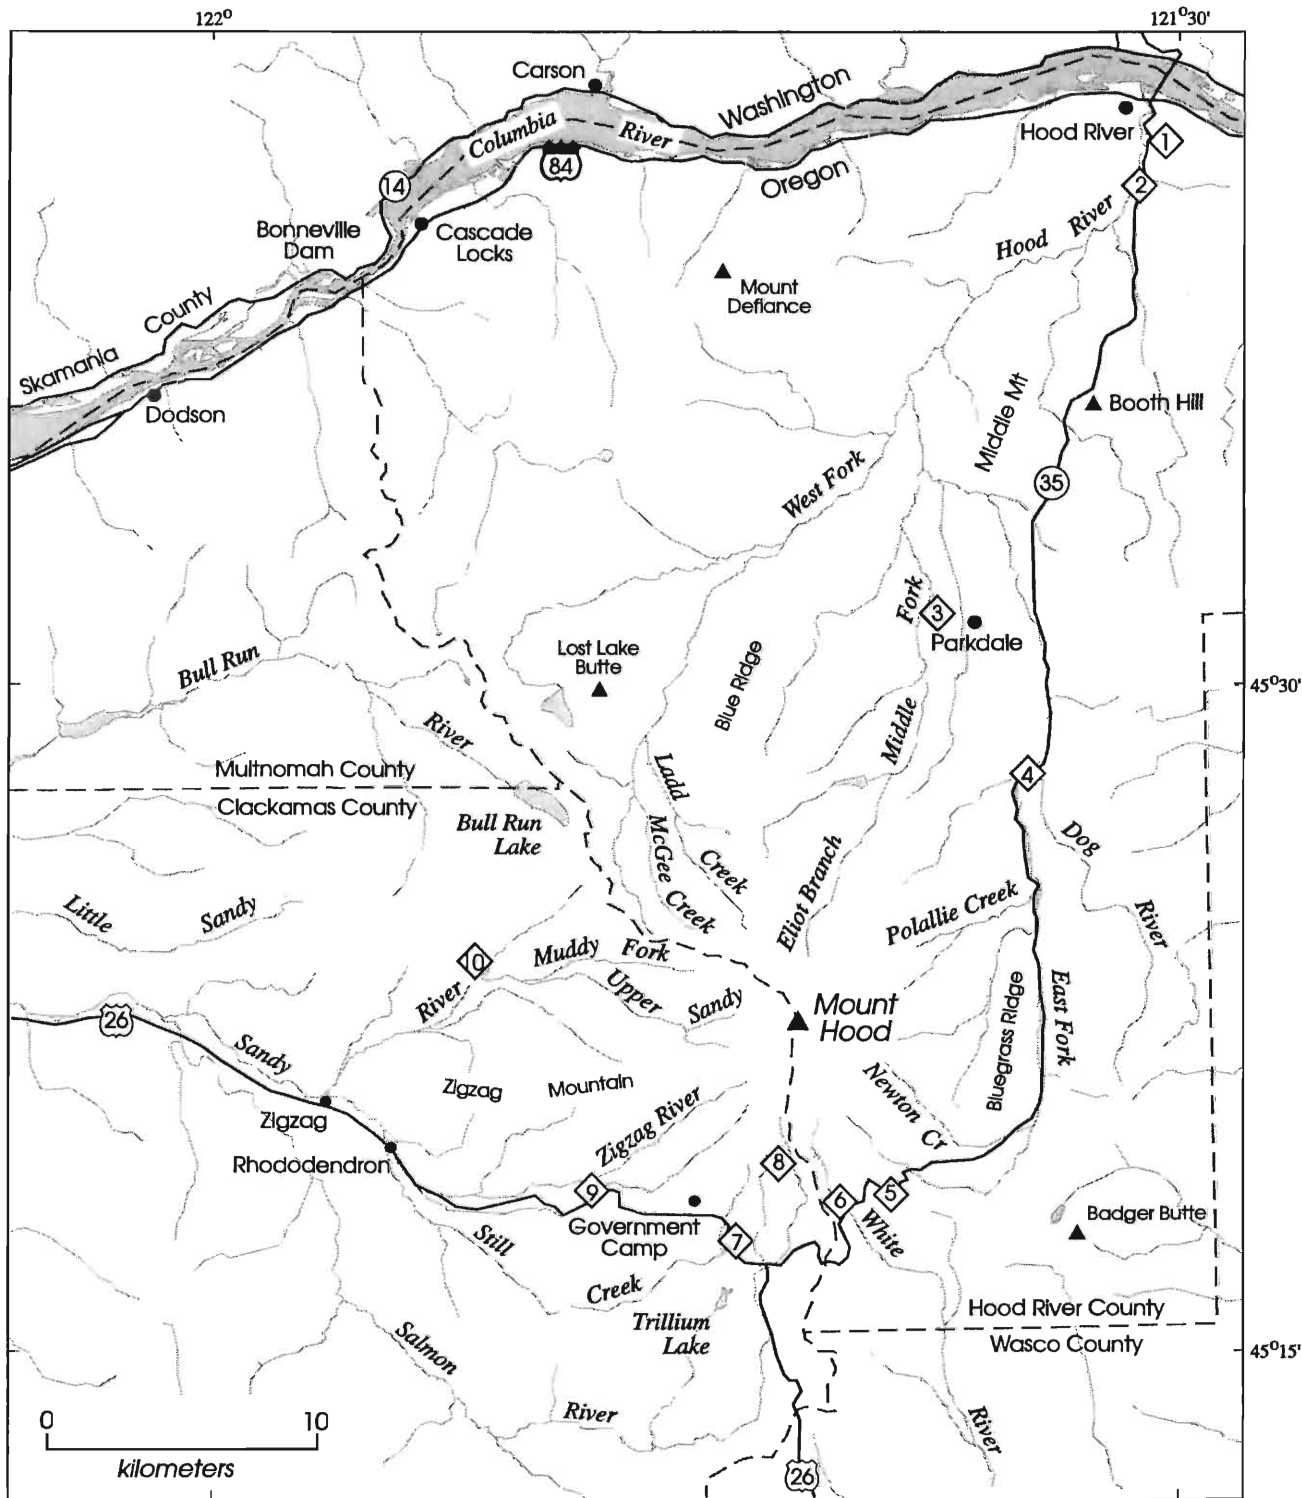 122°
121°30'
Carson
Washington
Columbia
River
Hood River
1
84
14
Oregon
2
Bonneville
Dam
Cascade
Locks
Hood River
Mount
Defiance
County
Skamania
Dodson
Booth Hill
Middle Mt
West Fork
35
Fork
3
Parkdale
Lost Lake
Butte
Blue Ridge
Bull Run
45°30'
River
Middle
Ladd
Multnomah County
4
Clackamas County
Bull Run
Lake
McGee
Creek
Dog
Eliot Branch
Creek
Polallie Creek
Little
Sandy
River
10
Muddy Fork
River
Upper
Sandy
Mount
Hood
Bluegrass Ridge
East Fork
26
Sandy
Zigzag
Mountain
Newton Cr
Zigzag
Zigzag River
Rhododendron
8
9
6
5
Government
Camp
7
White
Badger Butte
Still
Creek
Trillium
Lake
Hood River County
Wasco County
45°15'
Salmon
River
River
0
10
kilometers
26